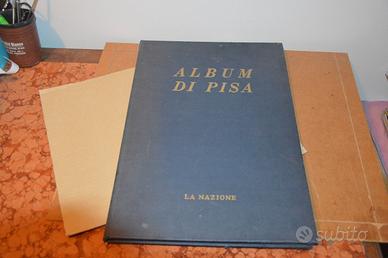 ALBUM
DI PISA
LA NAZIONE
subito